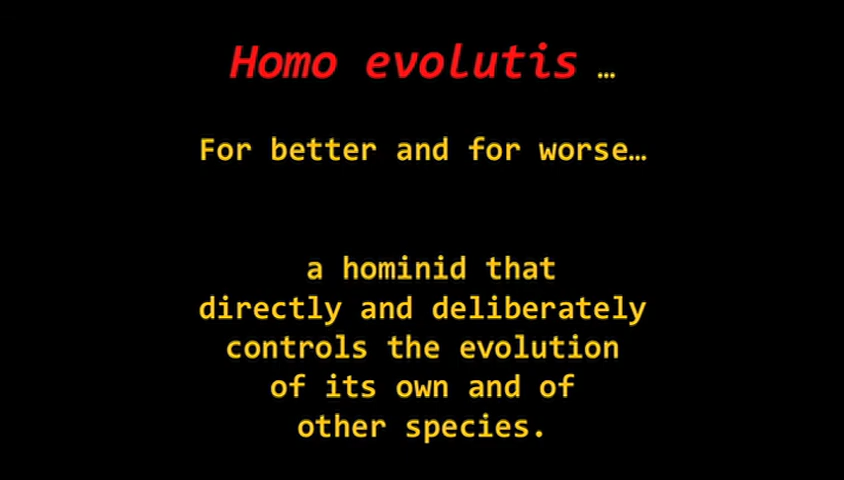 Homo evolutis …
For better and for worse…
a hominid that
directly and deliberately
controls the evolution
of its own and of
other species.